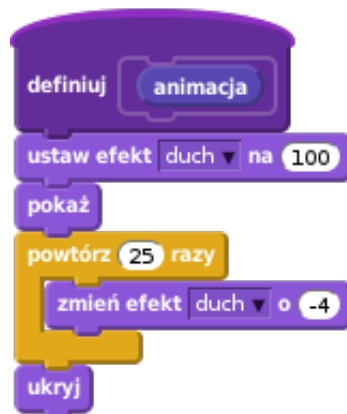 definiuj animacja
ustaw efekt duch na 100
pokaż
powtórz 25 razy
zmień efekt duch o -4
ukryj